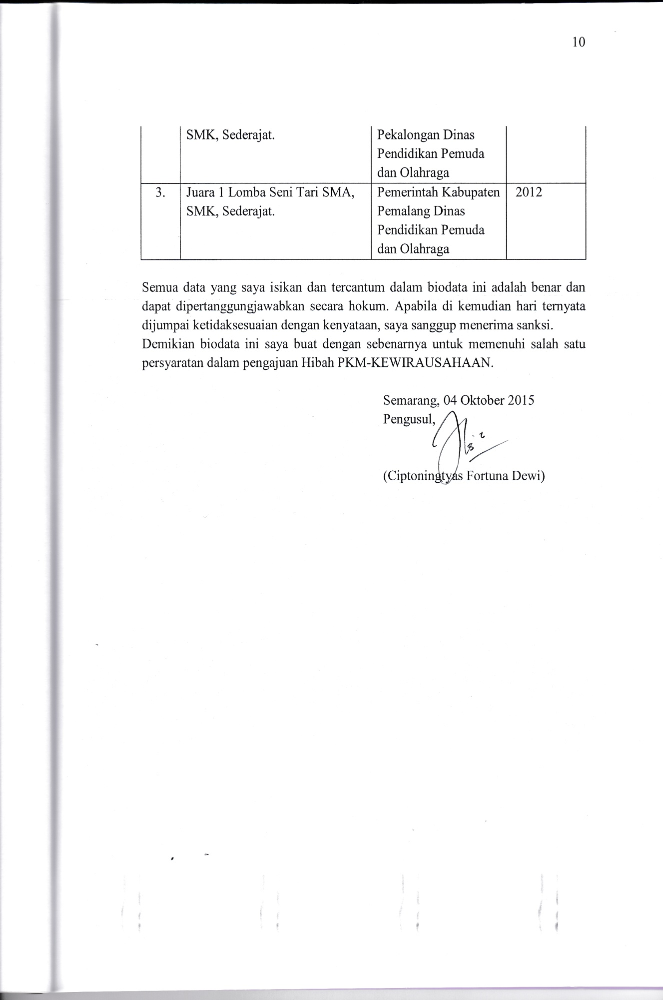 10
SMK, Sederajat.
Pekalongan Dinas
Pendidikan Pemuda
dan Olahraga
3.
Juara 1 Lomba Seni Tari SMA,
SMK, Sederajat.
Pemerintah Kabupaten
Pemalang Dinas
Pendidikan Pemuda
dan Olahraga
2012
Semua data yang saya isikan dan tercantum dalam biodata ini adalah benar dan
dapat dipertanggungjawabkan secara hokum. Apabila di kemudian hari ternyata
dijumpai ketidaksesuaian dengan kenyataan, saya sanggup menerima sanksi.
Demikian biodata ini saya buat dengan sebenarnya untuk memenuhi salah satu
persyaratan dalam pengajuan Hibah PKM-KEWIRAUSAHAAN.
Semarang, 04 Oktober 2015
Pengusul,
(Ciptoningtyas Fortuna Dewi)